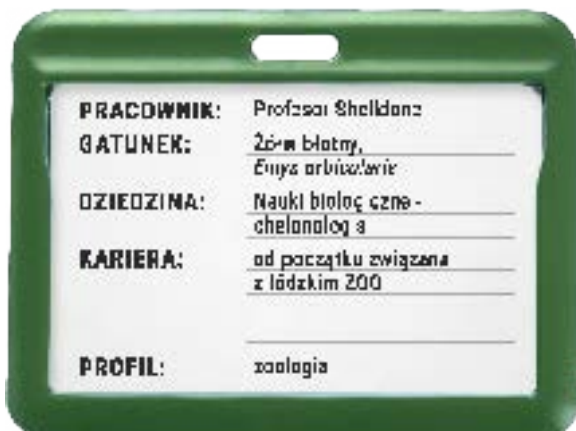 PRACOWNIK: Profesor Shelldone
GATUNEK: Żółw błotny,
Emys orbicularis
DZIEDZINA: Nauki biologiczne -
chelonologia
KARIERA: od początku związana
z łódzkim ZOO
PROFIL: zoologia